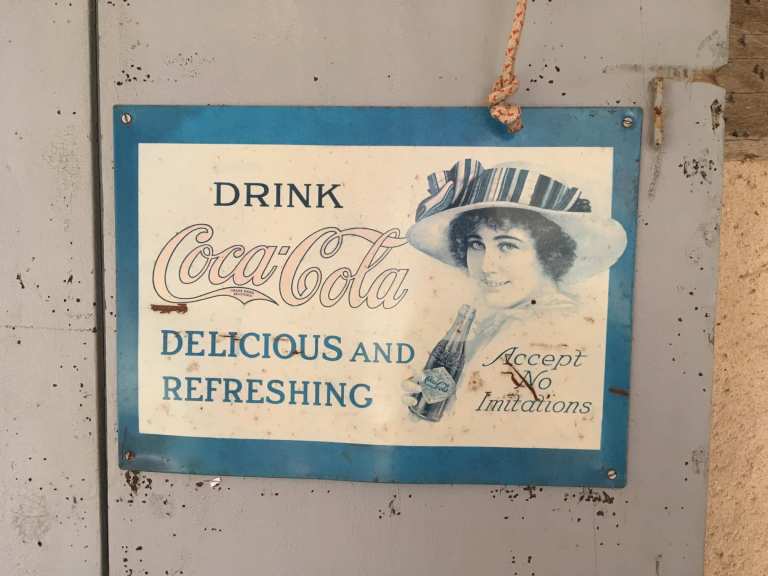 DRINK
Coca-Cola
DELICIOUS AND
REFRESHING
Accept
No
Imitations